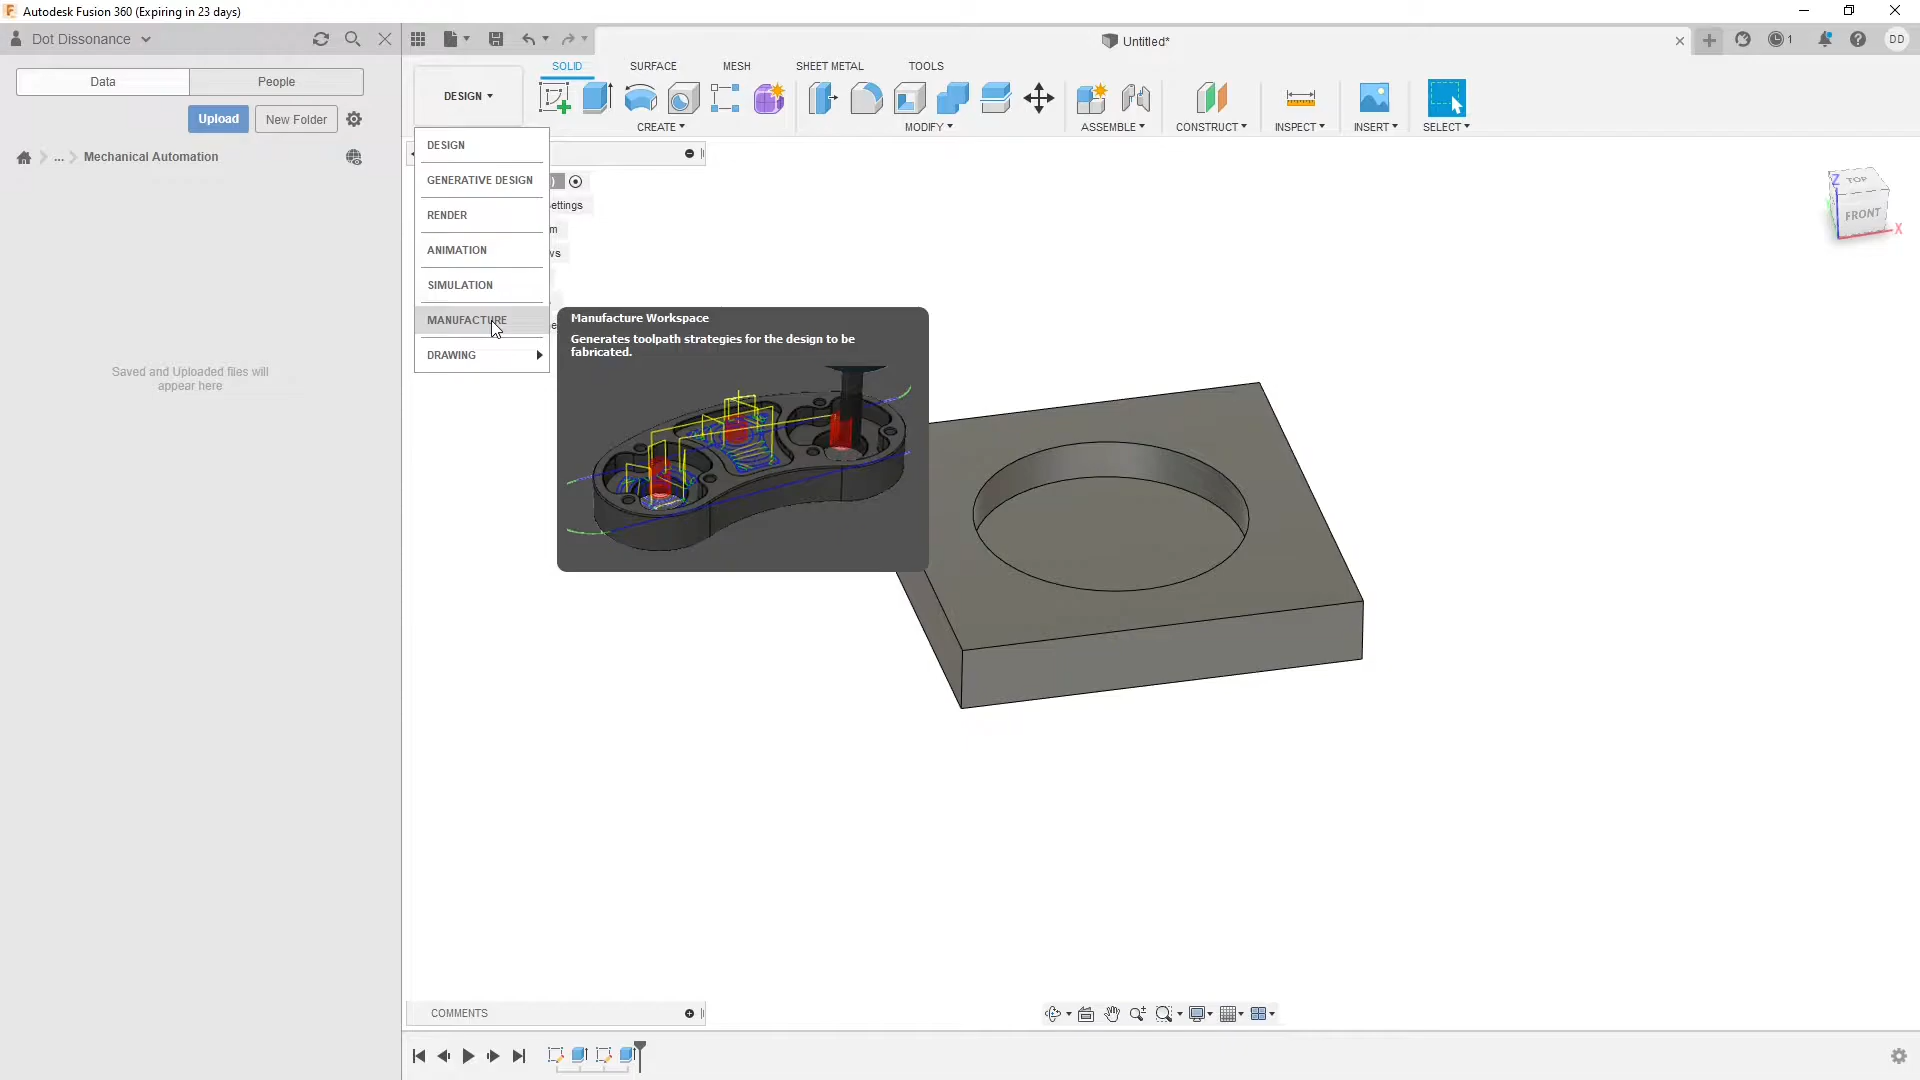 Autodesk Fusion 360 (Expiring in 23 days)
Dot Dissonance
Untitled*
1
DD
Data
People
Upload
New Folder
... Mechanical Automation
Saved and Uploaded files will
appear here
SOLID
SURFACE
MESH
SHEET METAL
TOOLS
DESIGN
CREATE
MODIFY
ASSEMBLE
CONSTRUCT
INSPECT
INSERT
SELECT
DESIGN
GENERATIVE DESIGN
RENDER
ANIMATION
SIMULATION
MANUFACTURE
DRAWING
)
ettings
m
ws
Manufacture Workspace
Generates toolpath strategies for the design to be
fabricated.
TOP
FRONT
Z
X
COMMENTS